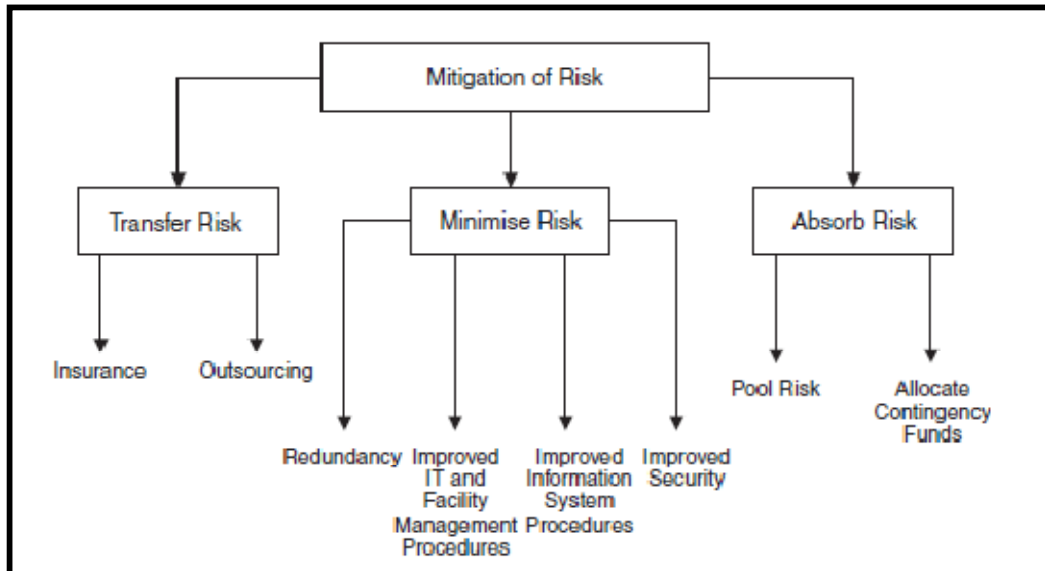 Mitigation of Risk
Transfer Risk
Minimise Risk
Absorb Risk
Insurance
Outsourcing
Pool Risk
Allocate
Contingency
Funds
Redundancy
Improved
IT and
Facility
Management
Procedures
Improved
Information
System
Procedures
Improved
Security